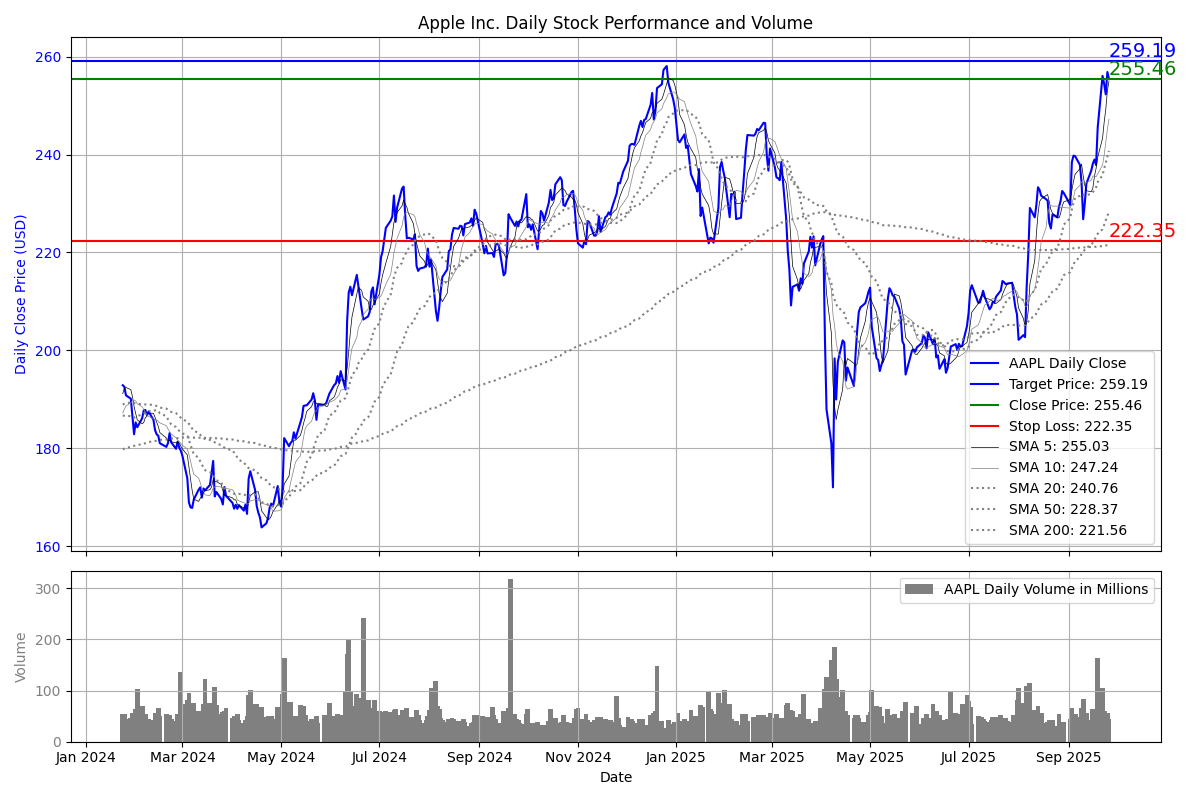 Apple Inc. Daily Stock Performance and Volume
Daily Close Price (USD)
260
240
220
200
180
160
259.19
255.46
222.35
AAPL Daily Close
Target Price: 259.19
Close Price: 255.46
Stop Loss: 222.35
SMA 5: 255.03
SMA 10: 247.24
SMA 20: 240.76
SMA 50: 228.37
SMA 200: 221.56
Volume
300
200
100
0
AAPL Daily Volume in Millions
Jan 2024 Mar 2024 May 2024 Jul 2024 Sep 2024 Nov 2024 Jan 2025 Mar 2025 May 2025 Jul 2025 Sep 2025
Date